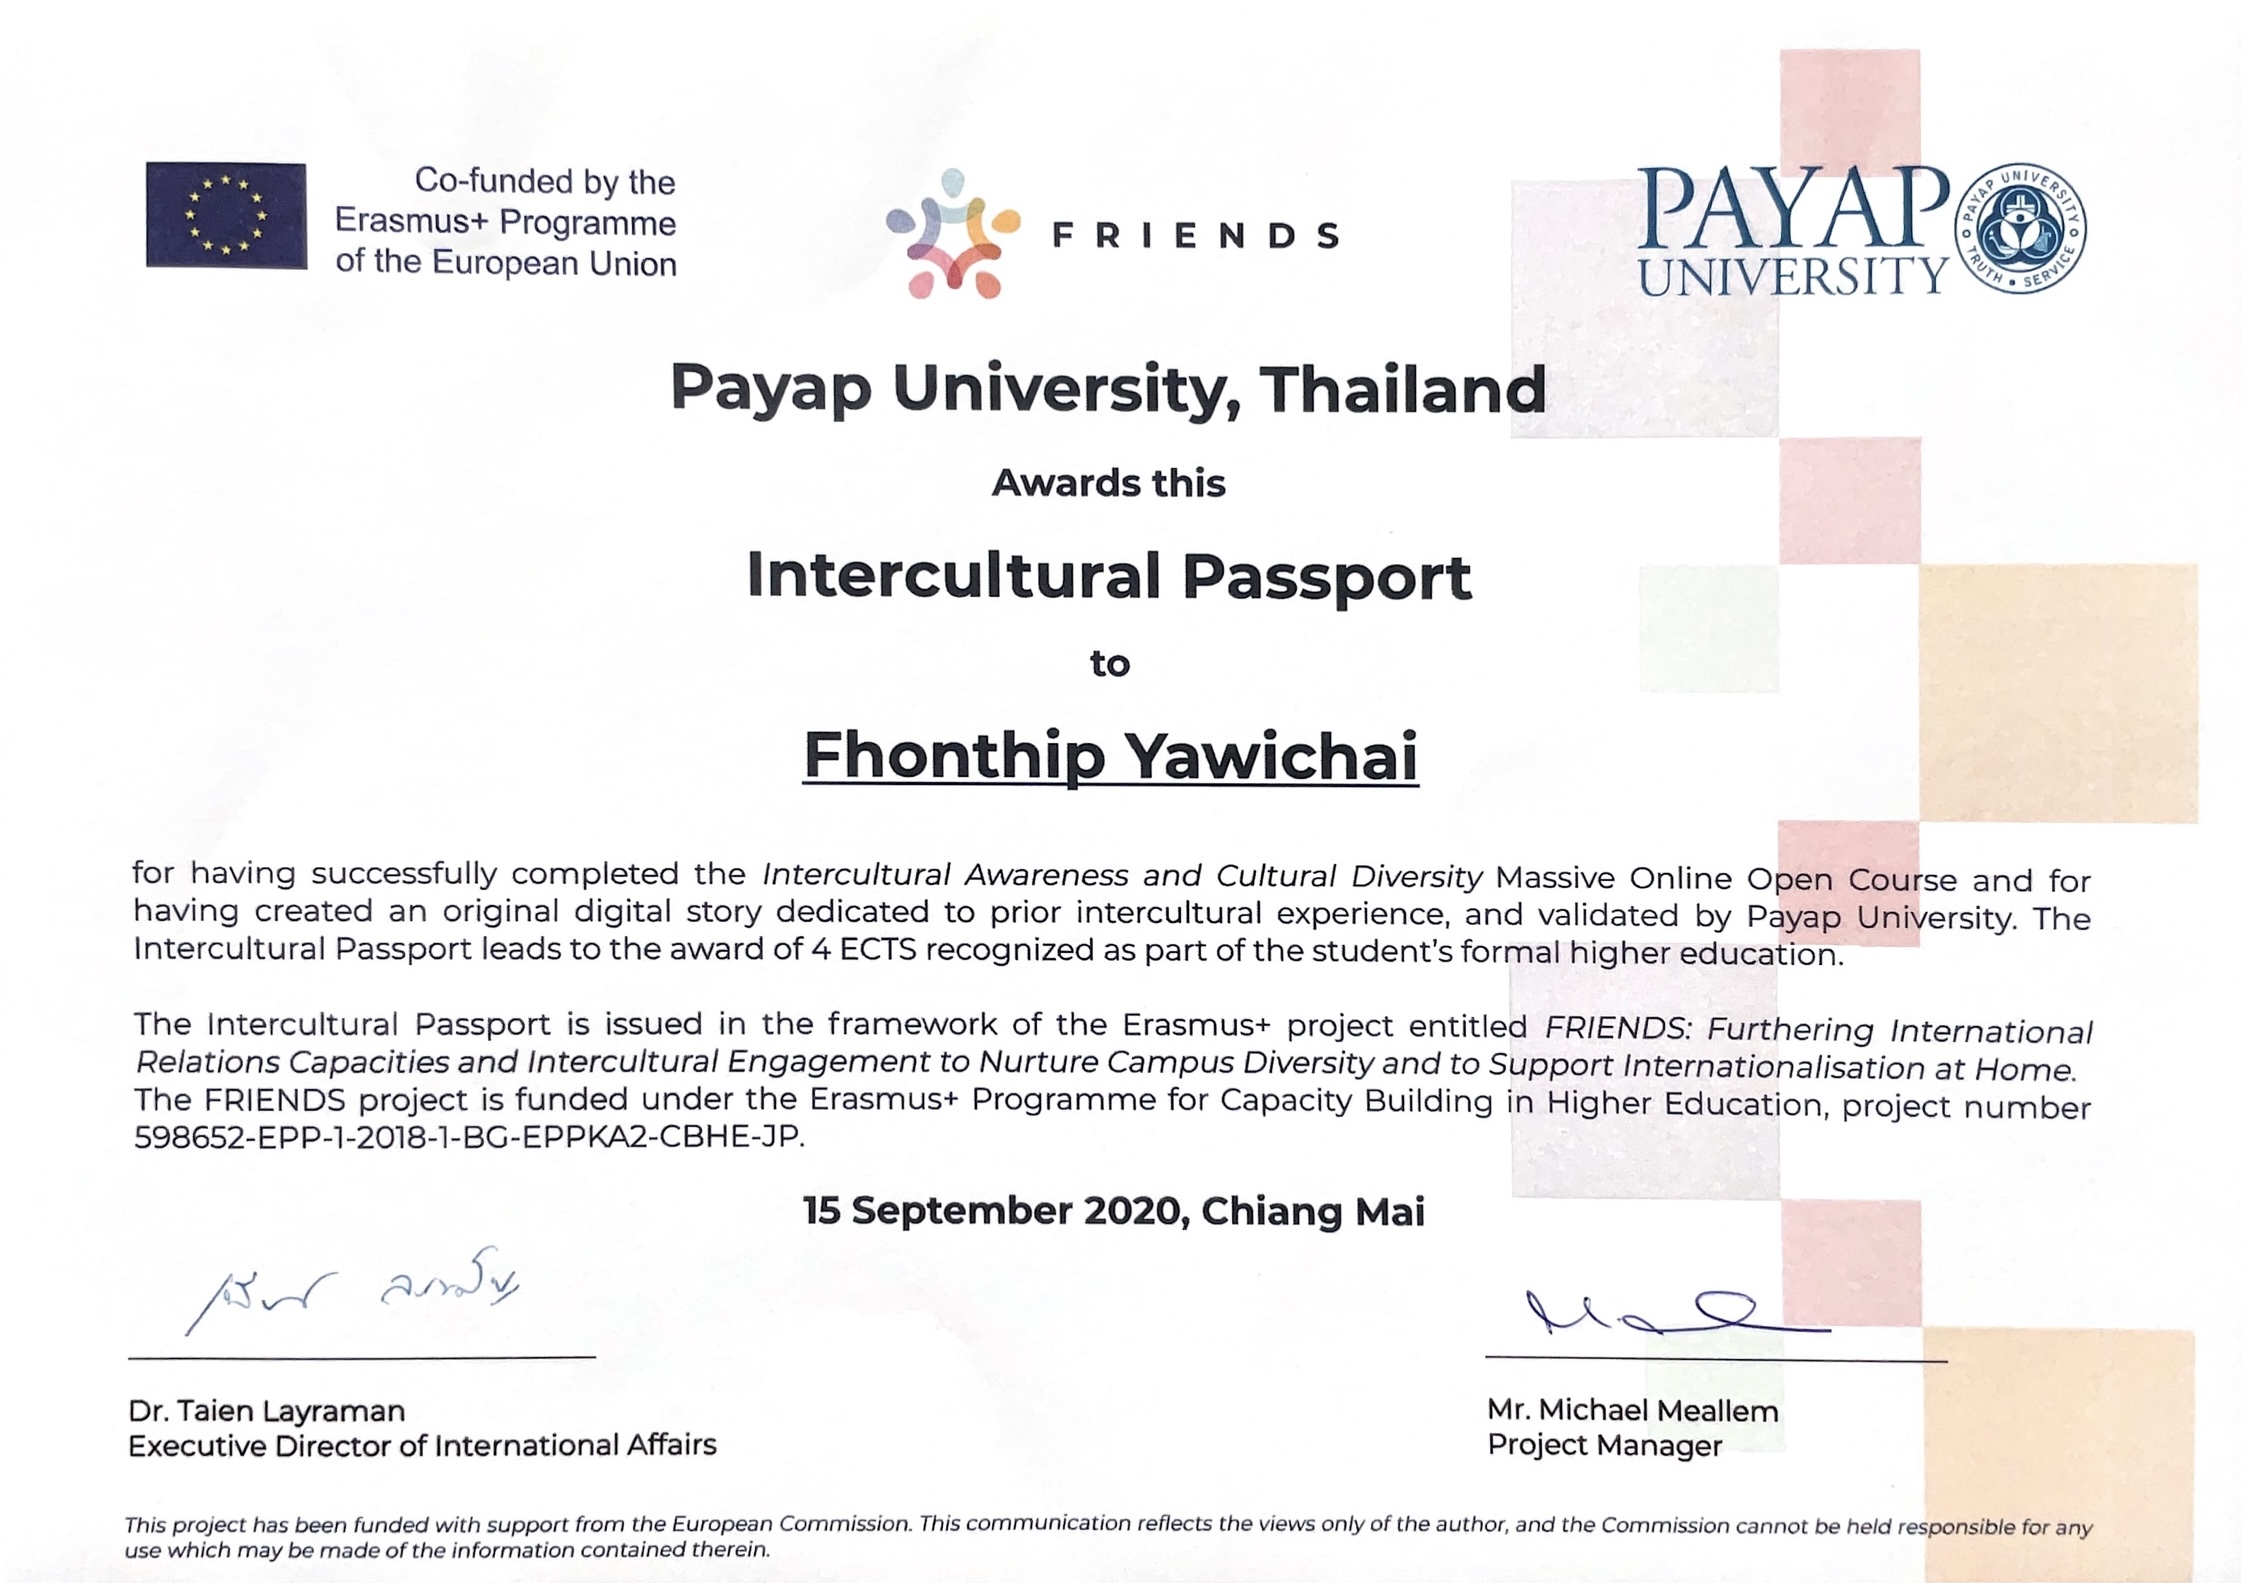 Co-funded by the
Erasmus+ Programme
of the European Union
FRIENDS
PAYAP
UNIVERSITY
PAYAP UNIVERSITY
TRUTH • SERVICE
Payap University, Thailand
Awards this
Intercultural Passport
to
Fhonthip Yawichai
for having successfully completed the Intercultural Awareness and Cultural Diversity Massive Online Open Course and for
having created an original digital story dedicated to prior intercultural experience, and validated by Payap University. The
Intercultural Passport leads to the award of 4 ECTS recognized as part of the student's formal higher education.
The Intercultural Passport is issued in the framework of the Erasmus+ project entitled FRIENDS: Furthering International
Relations Capacities and Intercultural Engagement to Nurture Campus Diversity and to Support Internationalisation at Home.
The FRIENDS project is funded under the Erasmus+ Programme for Capacity Building in Higher Education, project number
598652-EPP-1-2018-1-BG-EPPKA2-CBHE-JP.
15 September 2020, Chiang Mai
Dr. Taien Layraman
Executive Director of International Affairs
Mr. Michael Meallem
Project Manager
This project has been funded with support from the European Commission. This communication reflects the views only of the author, and the Commission cannot be held responsible for any
use which may be made of the information contained therein.